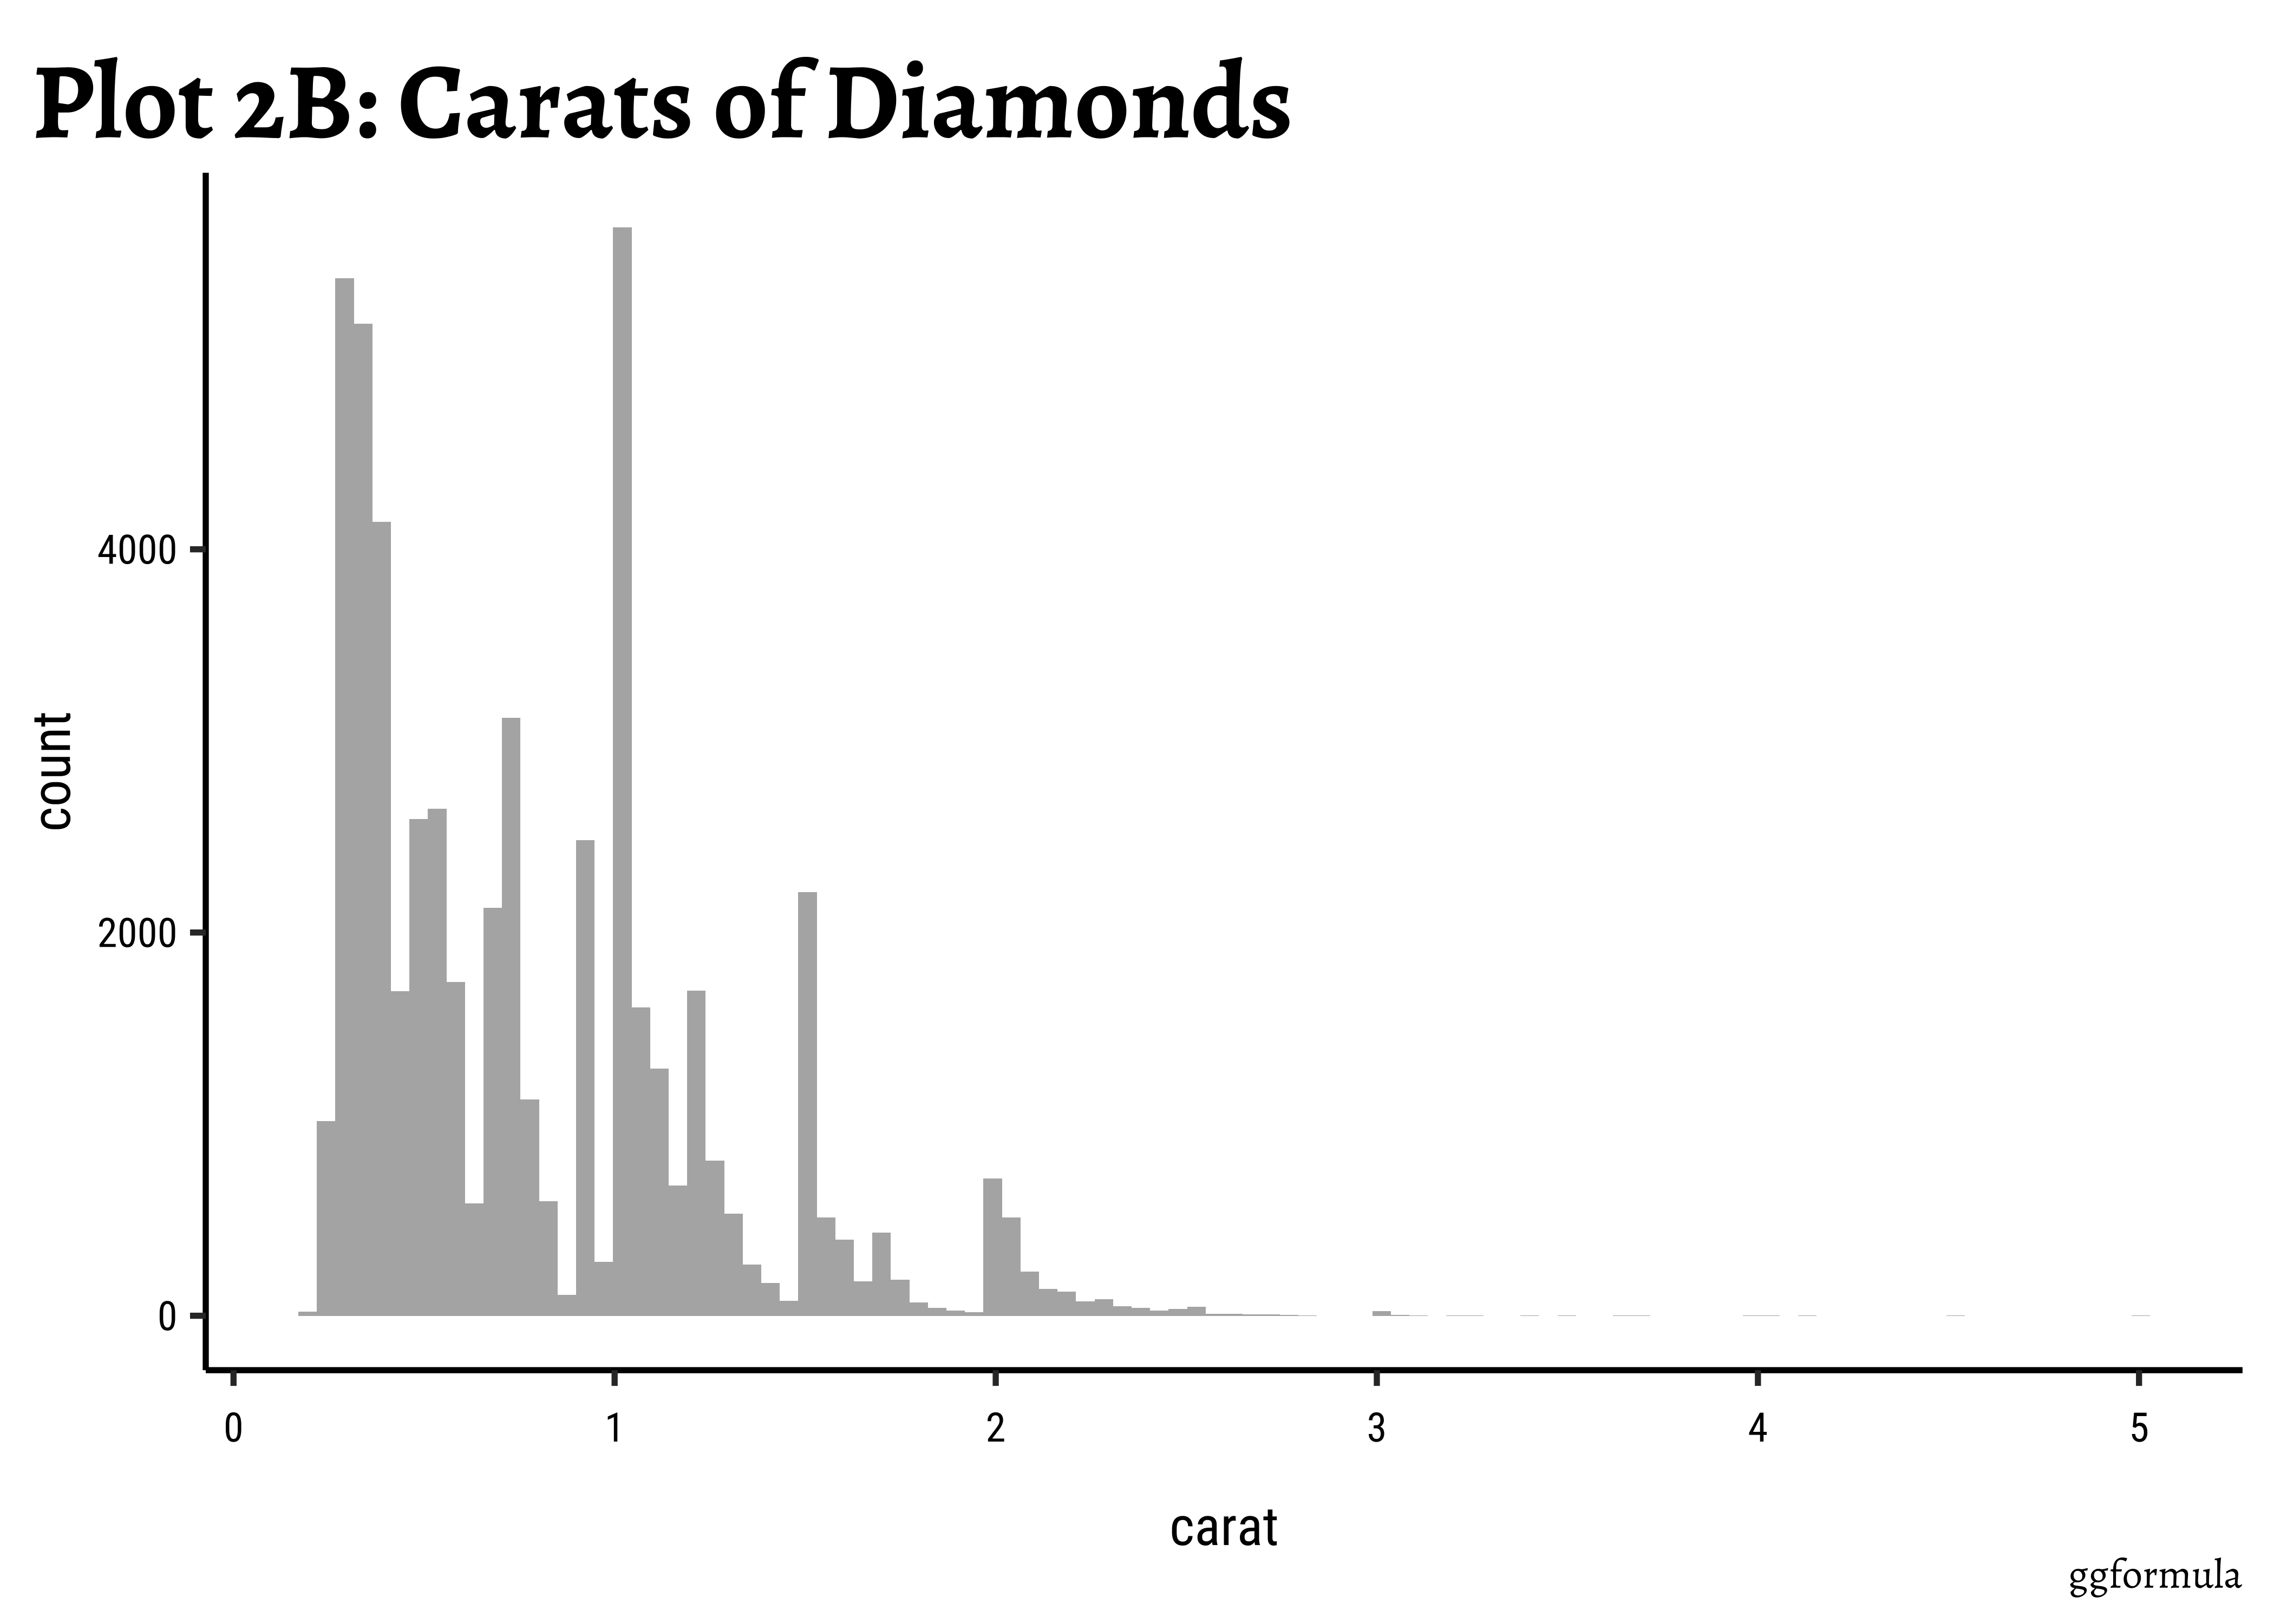 Plot 2B: Carats of Diamonds
count
4000
2000
0
0 1 2 3 4 5
carat
ggformula